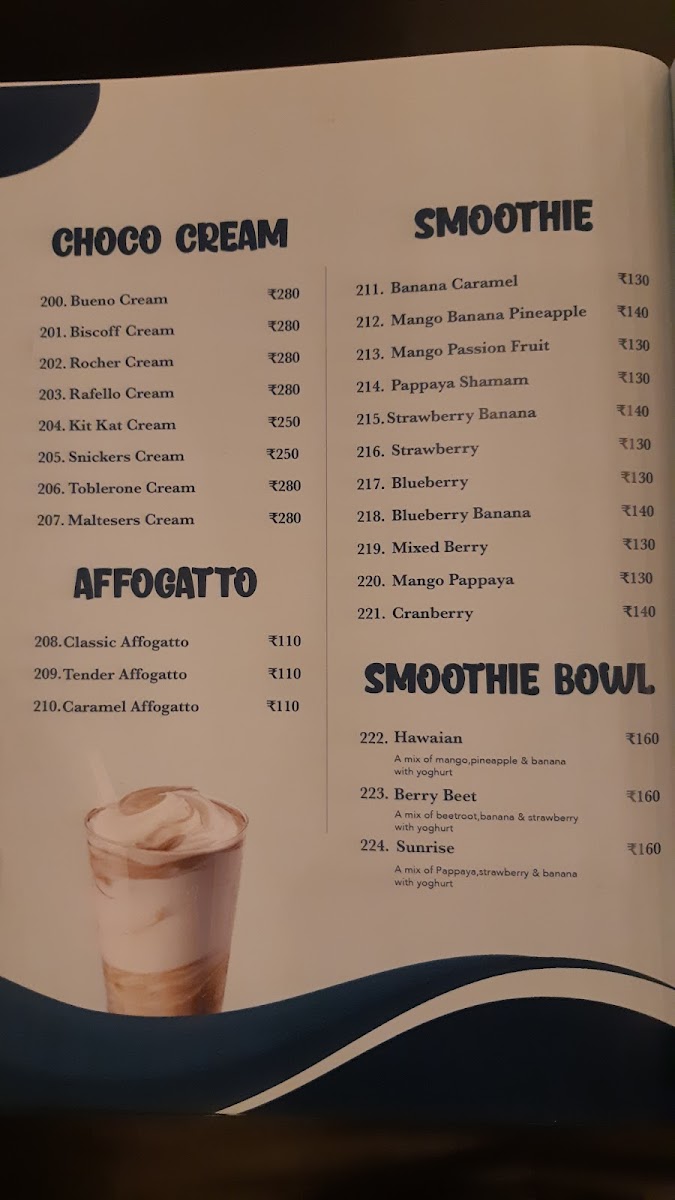 CHOCO CREAM
200. Bueno Cream ₹280
201. Biscoff Cream ₹280
202. Rocher Cream ₹280
203. Rafello Cream ₹280
204. Kit Kat Cream ₹250
205. Snickers Cream ₹250
206. Toblerone Cream ₹280
207. Maltesers Cream ₹280
AFFOGATTO
208. Classic Affogatto ₹110
209. Tender Affogatto ₹110
210. Caramel Affogatto ₹110
SMOOTHIE
211. Banana Caramel ₹130
212. Mango Banana Pineapple ₹140
213. Mango Passion Fruit ₹130
214. Pappaya Shamam ₹130
215. Strawberry Banana ₹140
216. Strawberry ₹130
217. Blueberry ₹130
218. Blueberry Banana ₹140
219. Mixed Berry ₹130
220. Mango Pappaya ₹130
221. Cranberry ₹140
SMOOTHIE BOWL
222. Hawaian ₹160
A mix of mango,pineapple & banana
with yoghurt
223. Berry Beet ₹160
A mix of beetroot,banana & strawberry
with yoghurt
224. Sunrise ₹160
A mix of Pappaya,strawberry & banana
with yoghurt